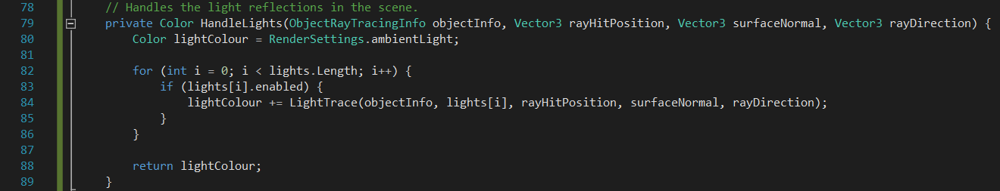 78 // Handles the light reflections in the scene.
79 private Color HandleLights(ObjectRayTracingInfo objectInfo, Vector3 rayHitPosition, Vector3 surfaceNormal, Vector3 rayDirection) {
80 Color lightColour = RenderSettings.ambientLight;
81
82 for (int i = 0; i < lights.Length; i++) {
83 if (lights[i].enabled) {
84 lightColour += LightTrace(objectInfo, lights[i], rayHitPosition, surfaceNormal, rayDirection);
85 }
86 }
87
88 return lightColour;
89 }